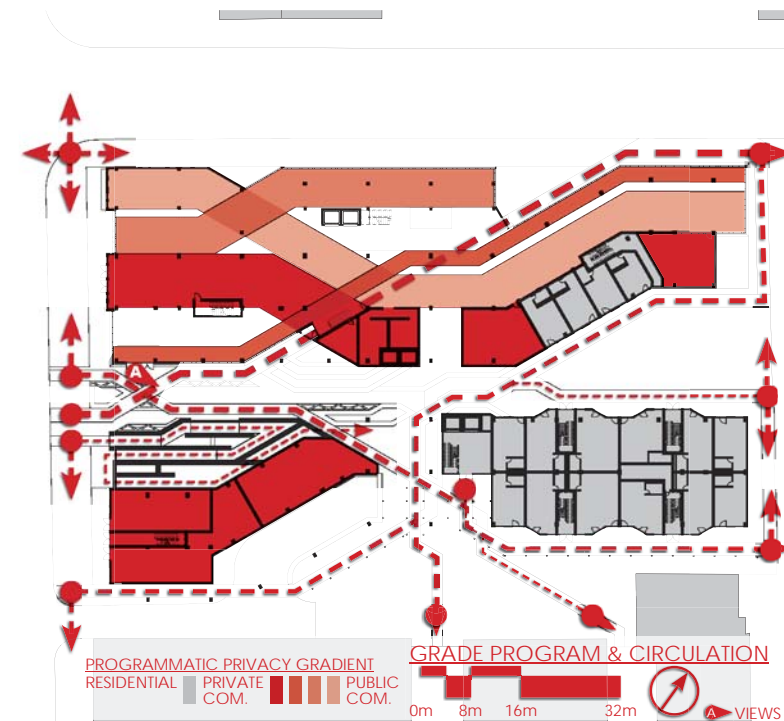 A
PROGRAMMATIC PRIVACY GRADIENT
RESIDENTIAL PRIVATE COM. PUBLIC COM.
GRADE PROGRAM & CIRCULATION
0m 8m 16m 32m
A VIEWS